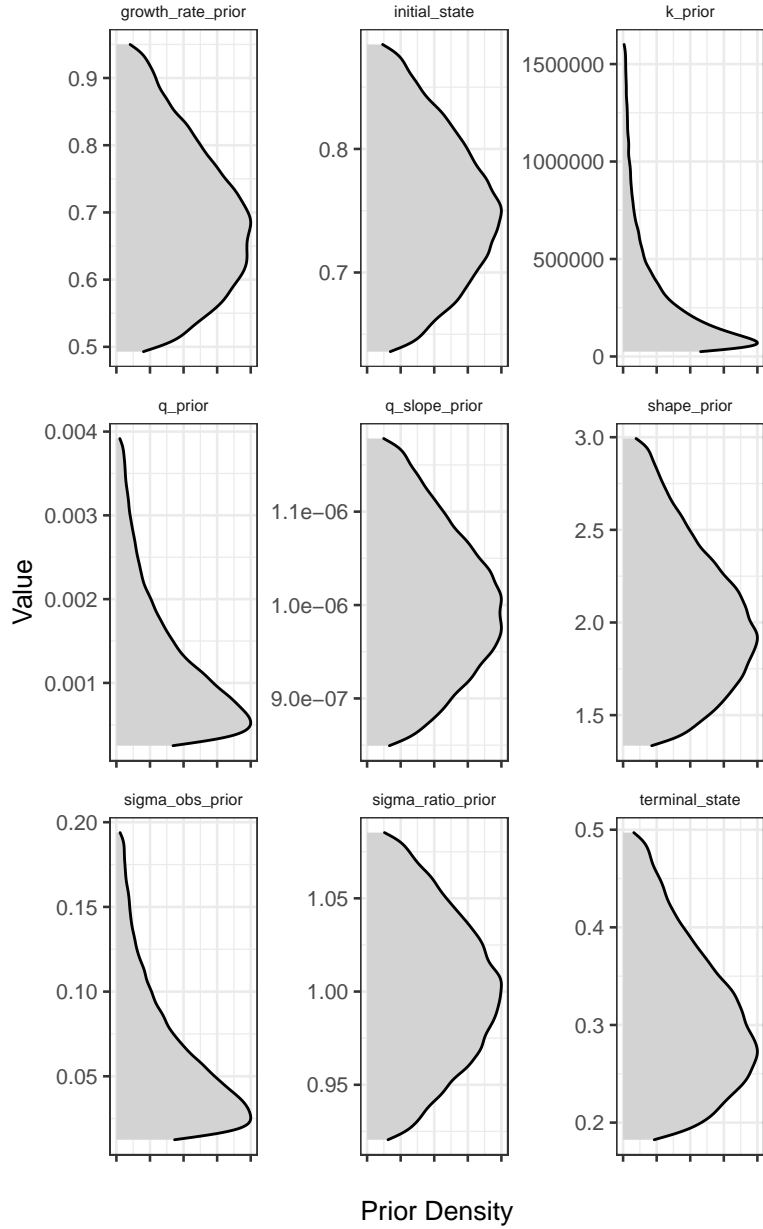 growth_rate_prior
initial_state
k_prior
0.9
0.8
0.7
0.6
0.5
0.8
0.7
1500000
1000000
500000
0
q_prior
q_slope_prior
shape_prior
0.004
0.003
0.002
0.001
1.1e−06
1.0e−06
9.0e−07
3.0
2.5
2.0
1.5
Value
sigma_obs_prior
sigma_ratio_prior
terminal_state
0.20
0.15
0.10
0.05
1.05
1.00
0.95
0.5
0.4
0.3
0.2
Prior Density